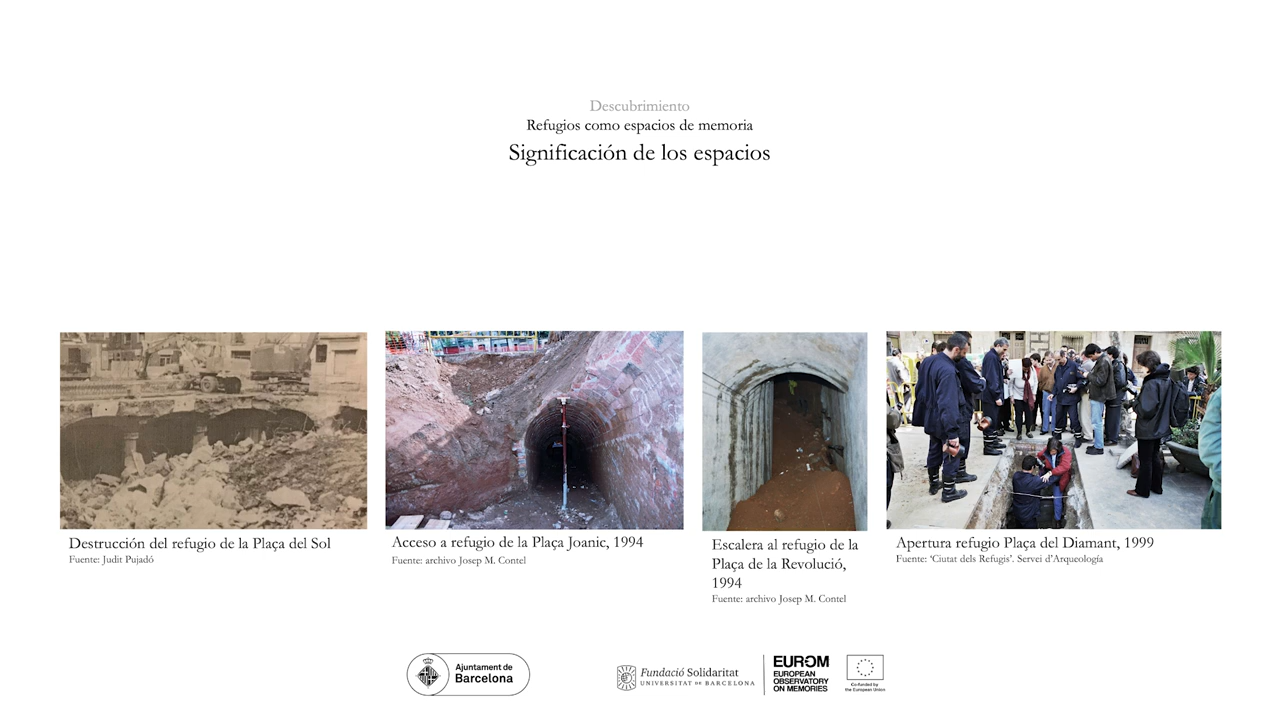 Descubrimiento
Refugios como espacios de memoria
Significación de los espacios
Destrucción del refugio de la Plaça del Sol
Fuente: Judit Pujadó
Acceso a refugio de la Plaça Joanic, 1994
Fuente: archivo Josep M. Contel
Escalera al refugio de la
Plaça de la Revolució,
1994
Fuente: archivo Josep M. Contel
Apertura refugio Plaça del Diamant, 1999
Fuente: ‘Ciutat dels Refugis’. Servei d’Arqueología
Ajuntament de
Barcelona
Fundació Solidaritat
UNIVERSITAT DE BARCELONA
EUROM
EUROPEAN
OBSERVATORY
ON MEMORIES
Co-funded by
the European Union